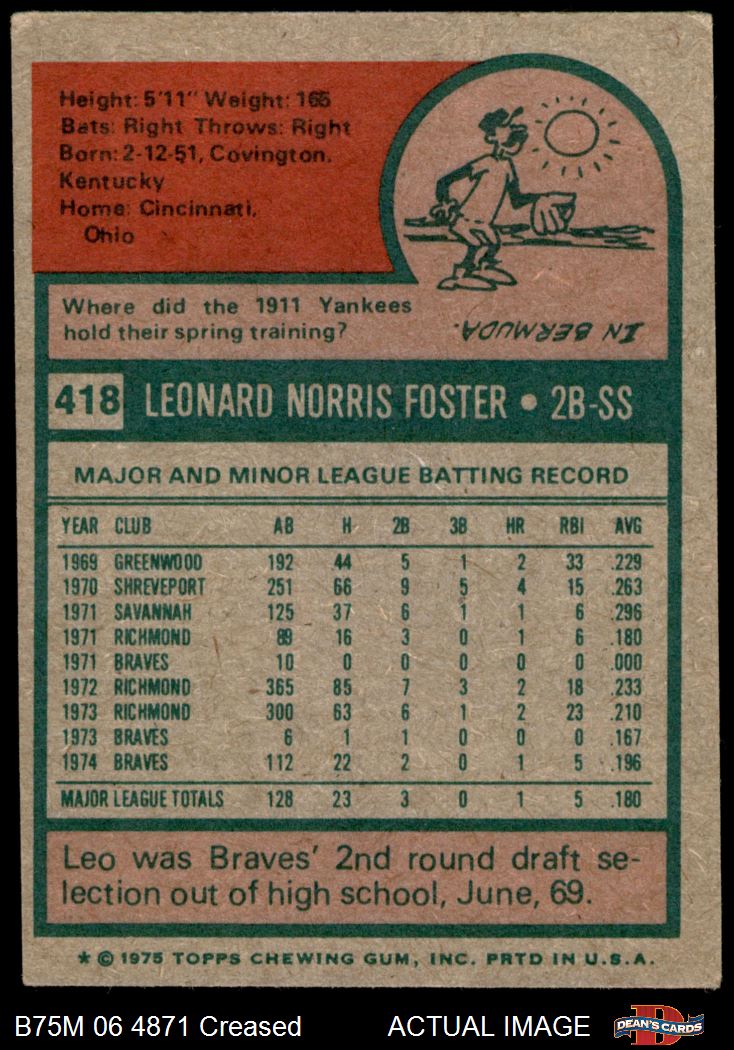 Height: 5'11" Weight: 165
Bats: Right Throws: Right
Born: 2-12-51, Covington,
Kentucky
Home: Cincinnati,
Ohio
Where did the 1911 Yankees
hold their spring training?
IN BERMUDA.
418 LEONARD NORRIS FOSTER • 2B-SS
MAJOR AND MINOR LEAGUE BATTING RECORD
YEAR CLUB AB H 2B 3B HR RBI AVG
1969 GREENWOOD 192 44 5 1 2 33 .229
1970 SHREVEPORT 251 66 9 5 4 15 .263
1971 SAVANNAH 125 37 6 1 1 6 .296
1971 RICHMOND 89 16 3 0 1 6 .180
1971 BRAVES 10 0 0 0 0 0 .000
1972 RICHMOND 365 85 7 3 2 18 .233
1973 RICHMOND 300 63 6 1 2 23 .210
1973 BRAVES 6 1 1 0 0 0 .167
1974 BRAVES 112 22 2 0 1 5 .196
MAJOR LEAGUE TOTALS 128 23 3 0 1 5 .180
Leo was Braves' 2nd round draft se-
lection out of high school, June, 69.
* © 1975 TOPPS CHEWING GUM, INC. PRTD IN U.S.A.
B75M 06 4871 Creased ACTUAL IMAGE DEAN'S CARDS